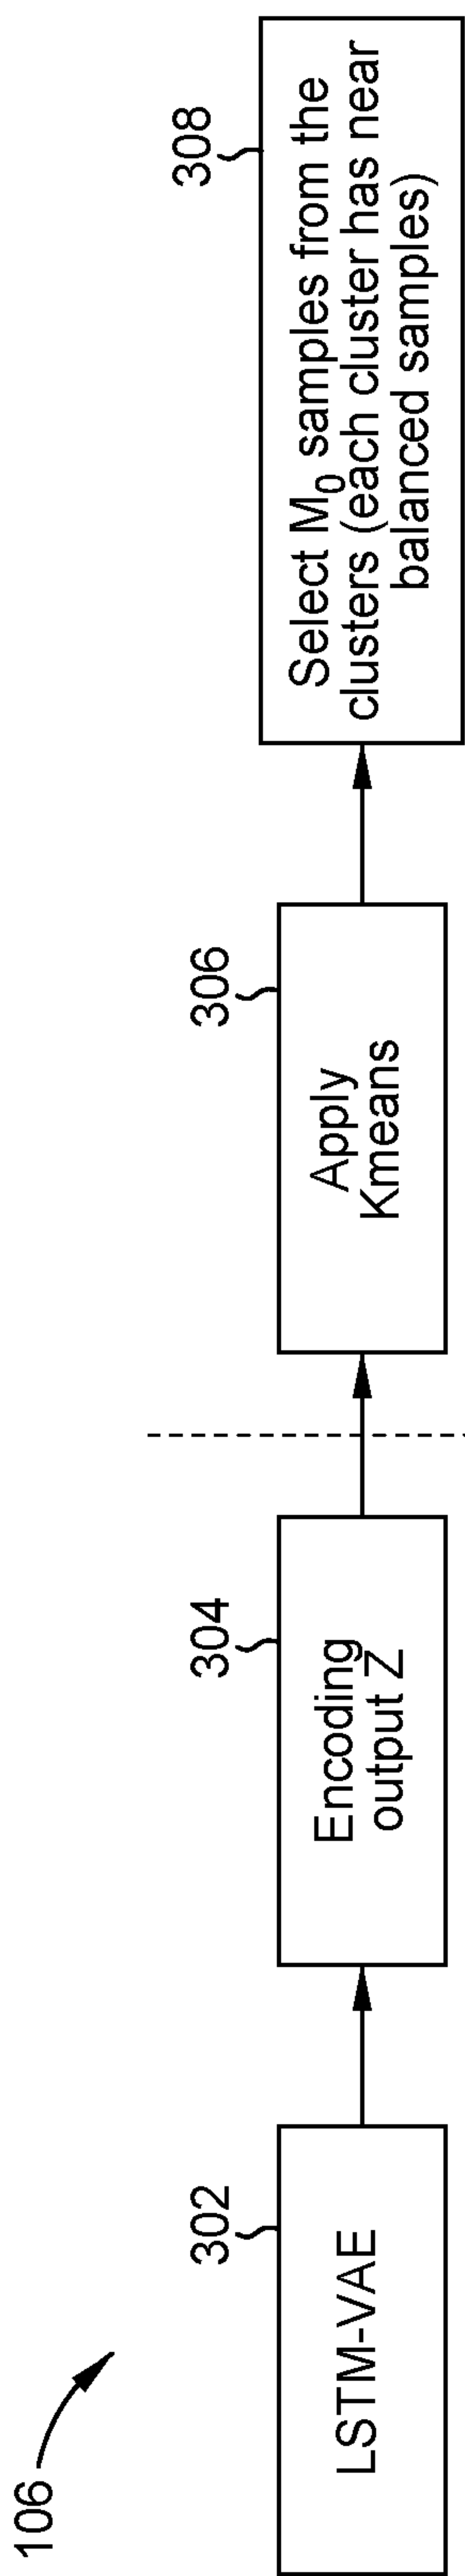 106
302
LSTM-VAE
304
Encoding
output Z
306
Apply
Kmeans
308
Select M₀ samples from the
clusters (each cluster has near
balanced samples)